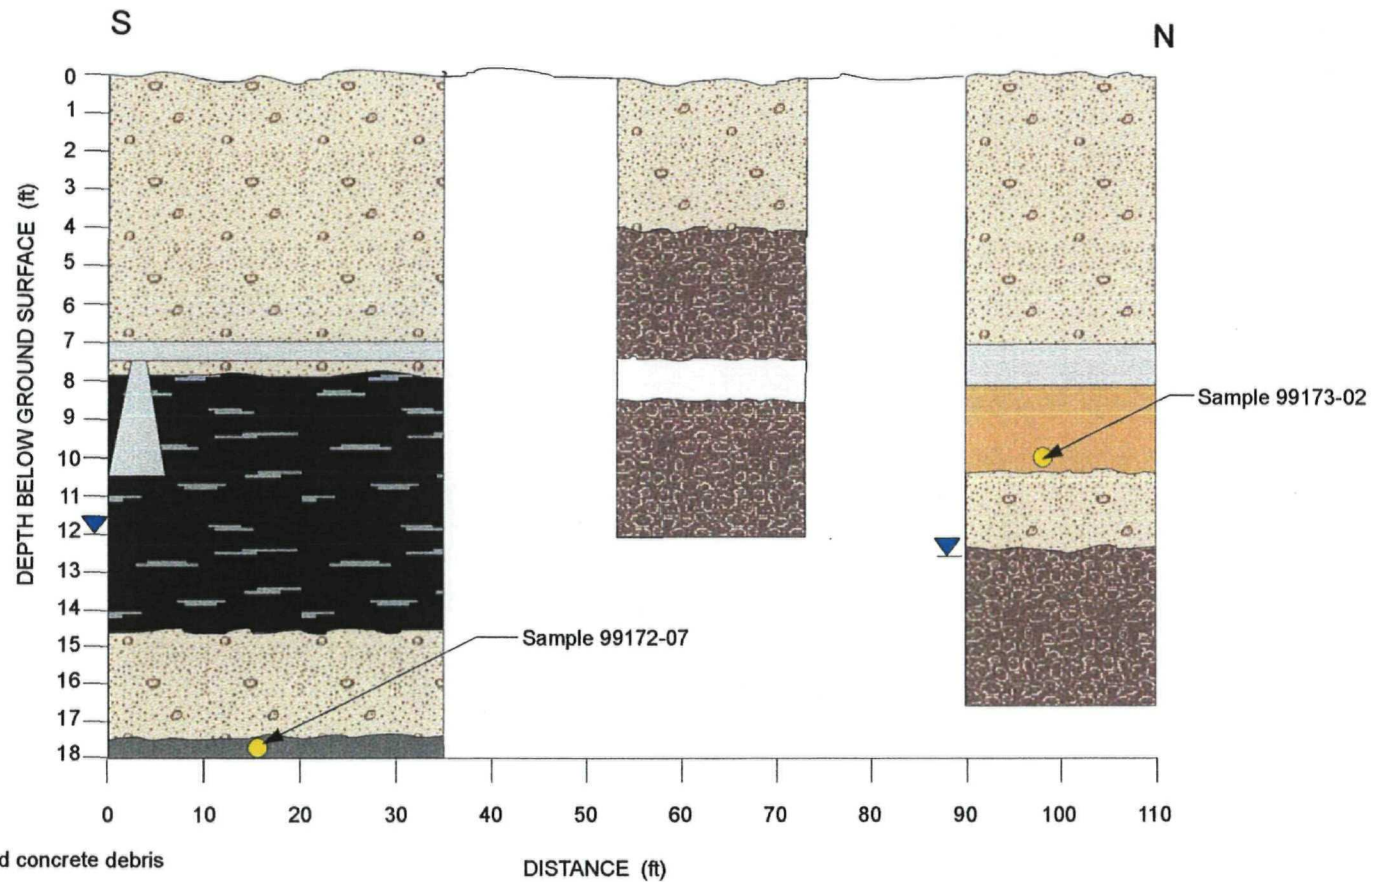 S
N
0
1
2
3
4
5
6
7
8
9
10
11
12
13
14
15
16
17
18
DEPTH BELOW GROUND SURFACE (ft)
Sample 99173-02
Sample 99172-07
0 10 20 30 40 50 60 70 80 90 100 110
d concrete debris
DISTANCE (ft)